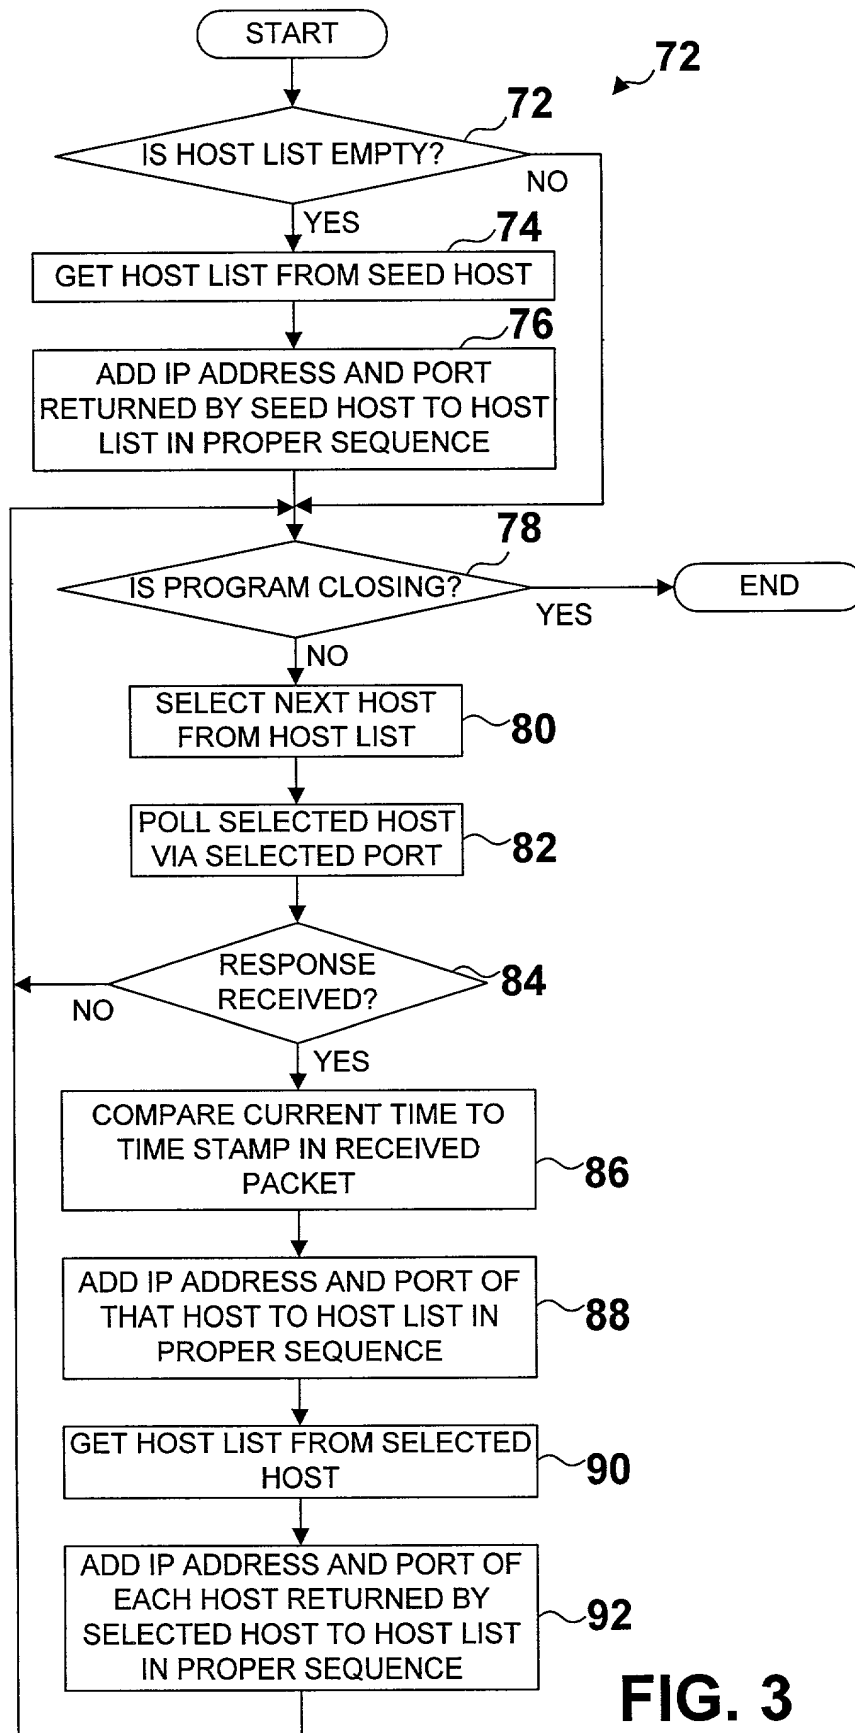 START
72
72
IS HOST LIST EMPTY?
NO
YES
74
GET HOST LIST FROM SEED HOST
76
ADD IP ADDRESS AND PORT
RETURNED BY SEED HOST TO HOST
LIST IN PROPER SEQUENCE
78
IS PROGRAM CLOSING?
END
YES
NO
SELECT NEXT HOST
FROM HOST LIST
80
POLL SELECTED HOST
VIA SELECTED PORT
82
RESPONSE
RECEIVED?
84
NO
YES
COMPARE CURRENT TIME TO
TIME STAMP IN RECEIVED
PACKET
86
ADD IP ADDRESS AND PORT OF
THAT HOST TO HOST LIST IN
PROPER SEQUENCE
88
GET HOST LIST FROM SELECTED
HOST
90
ADD IP ADDRESS AND PORT OF
EACH HOST RETURNED BY
SELECTED HOST TO HOST LIST
IN PROPER SEQUENCE
92
FIG. 3